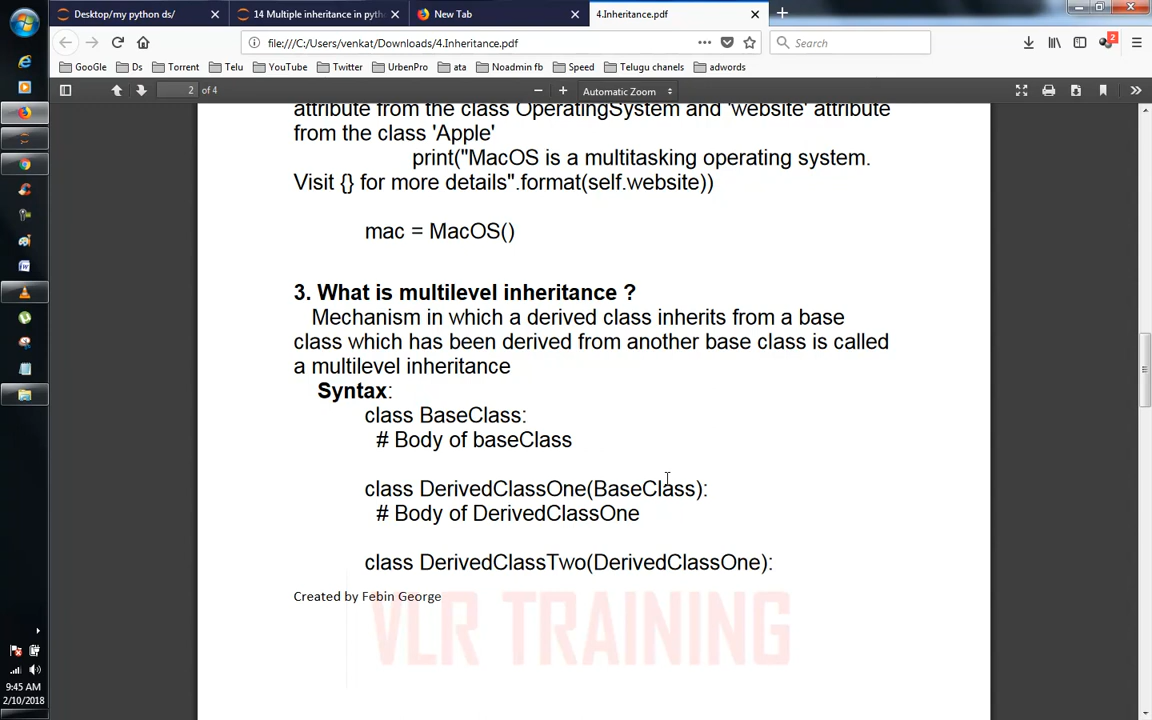 Desktop/my python ds/
14 Multiple inheritance in pyth
New Tab
4.Inheritance.pdf
file:///C:/Users/venkat/Downloads/4.Inheritance.pdf
Search
2
GooGle
Ds
Torrent
Telu
YouTube
Twitter
UrbenPro
ata
Noadmin fb
Speed
Telugu chanels
adwords
2 of 4
Automatic Zoom
attribute from the class OperatingSystem and 'website' attribute
from the class 'Apple'
print("MacOS is a multitasking operating system.
Visit {} for more details".format(self.website))
mac = MacOS()
3. What is multilevel inheritance ?
Mechanism in which a derived class inherits from a base
class which has been derived from another base class is called
a multilevel inheritance
Syntax:
class BaseClass:
# Body of baseClass
class DerivedClassOne(BaseClass):
# Body of DerivedClassOne
class DerivedClassTwo(DerivedClassOne):
Created by Febin George
VLR TRAINING
9:45 AM
2/10/2018